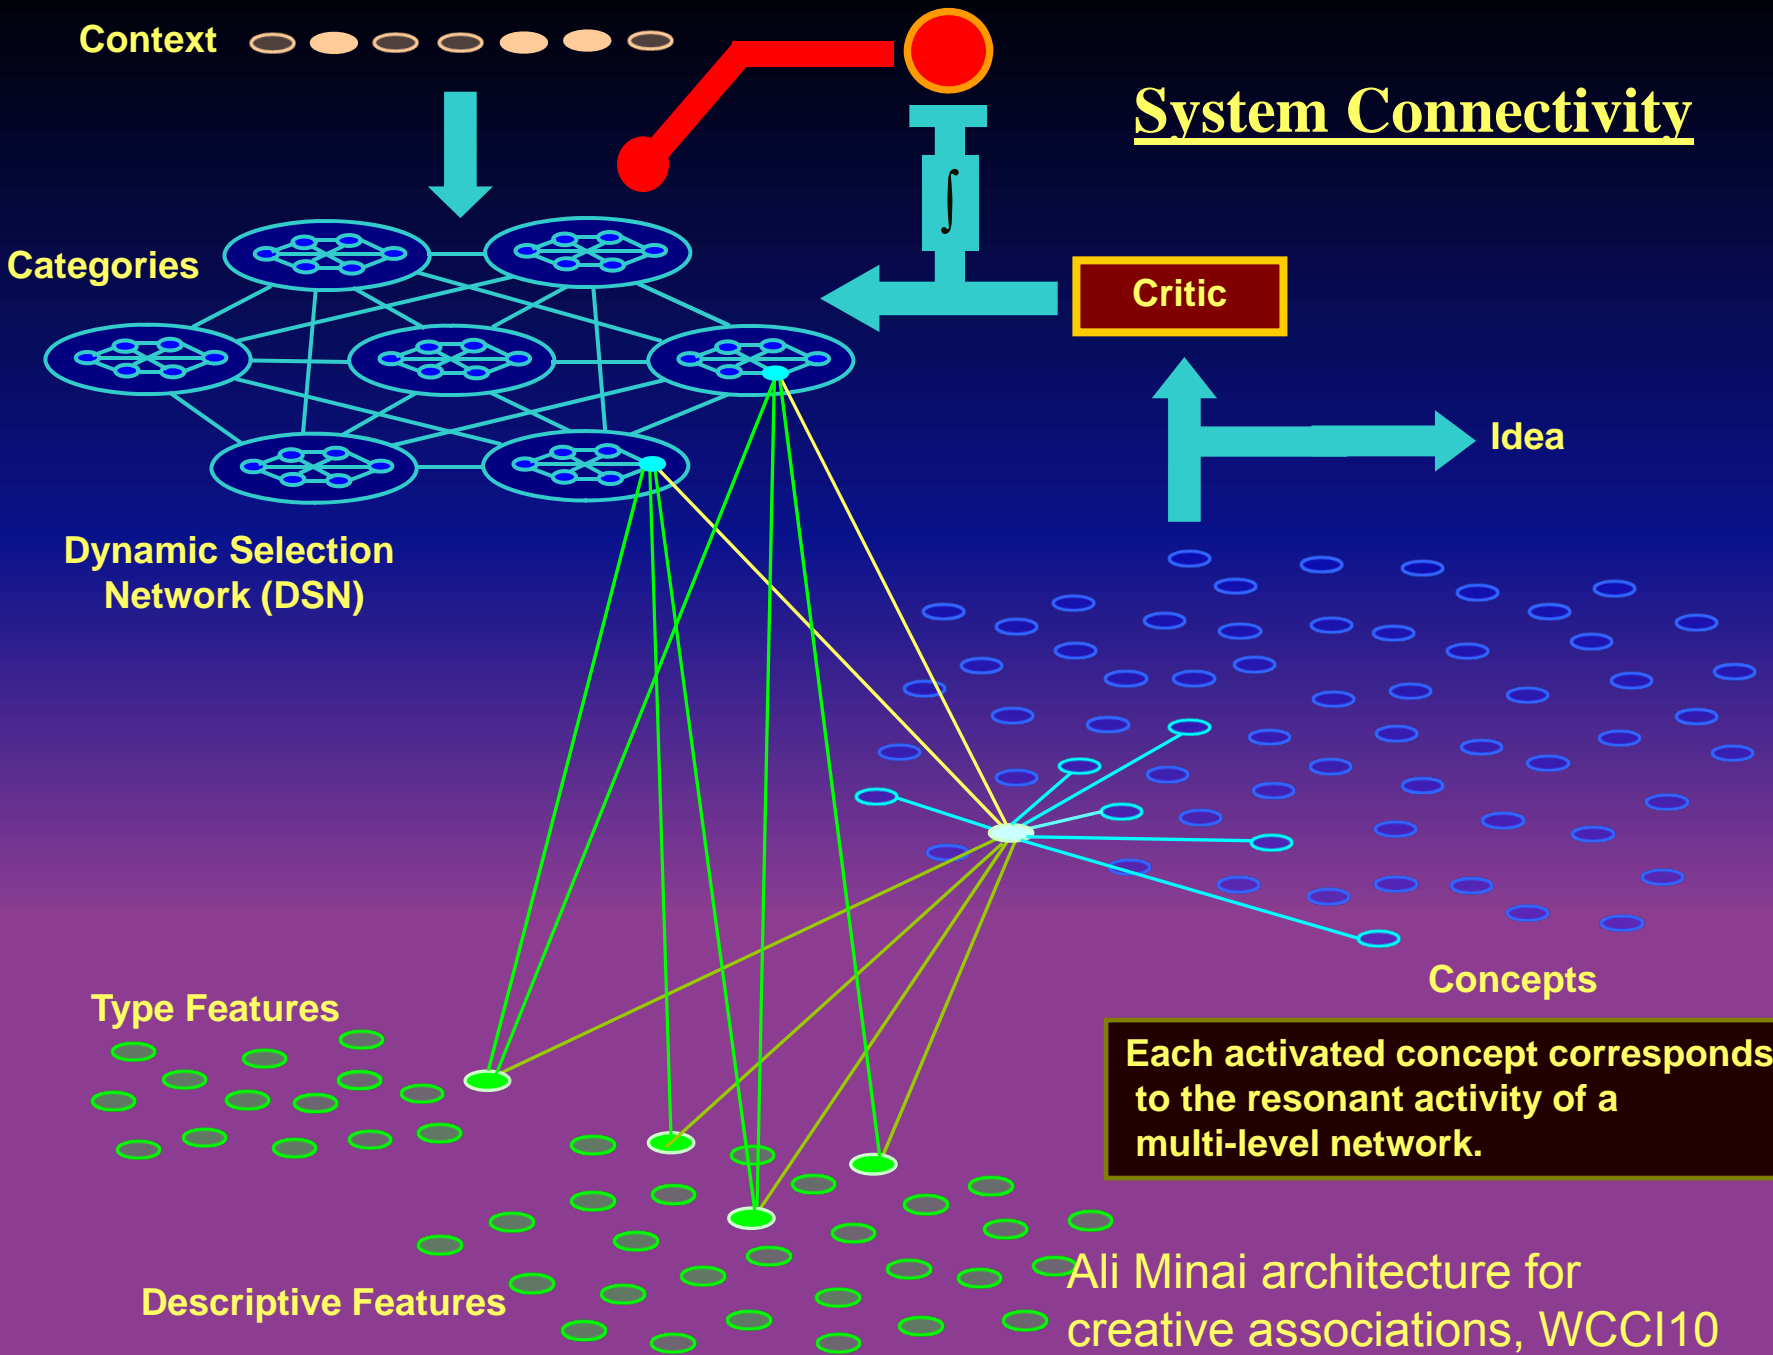 Context
System Connectivity
∫
Categories
Critic
Idea
Dynamic Selection
Network (DSN)
Concepts
Type Features
Each activated concept corresponds
to the resonant activity of a
multi-level network.
Descriptive Features
Ali Minai architecture for
creative associations, WCCI10